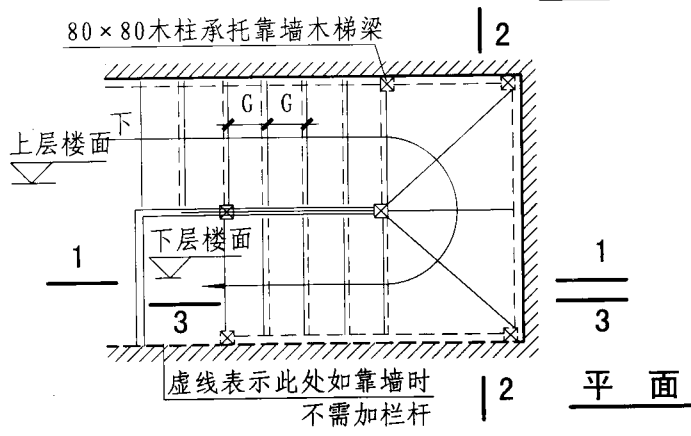 80×80木柱承托靠墙木梯梁
2
G G
下
上层楼面
下层楼面
1
1
3
3
虚线表示此处如靠墙时
不需加栏杆
2
平 面